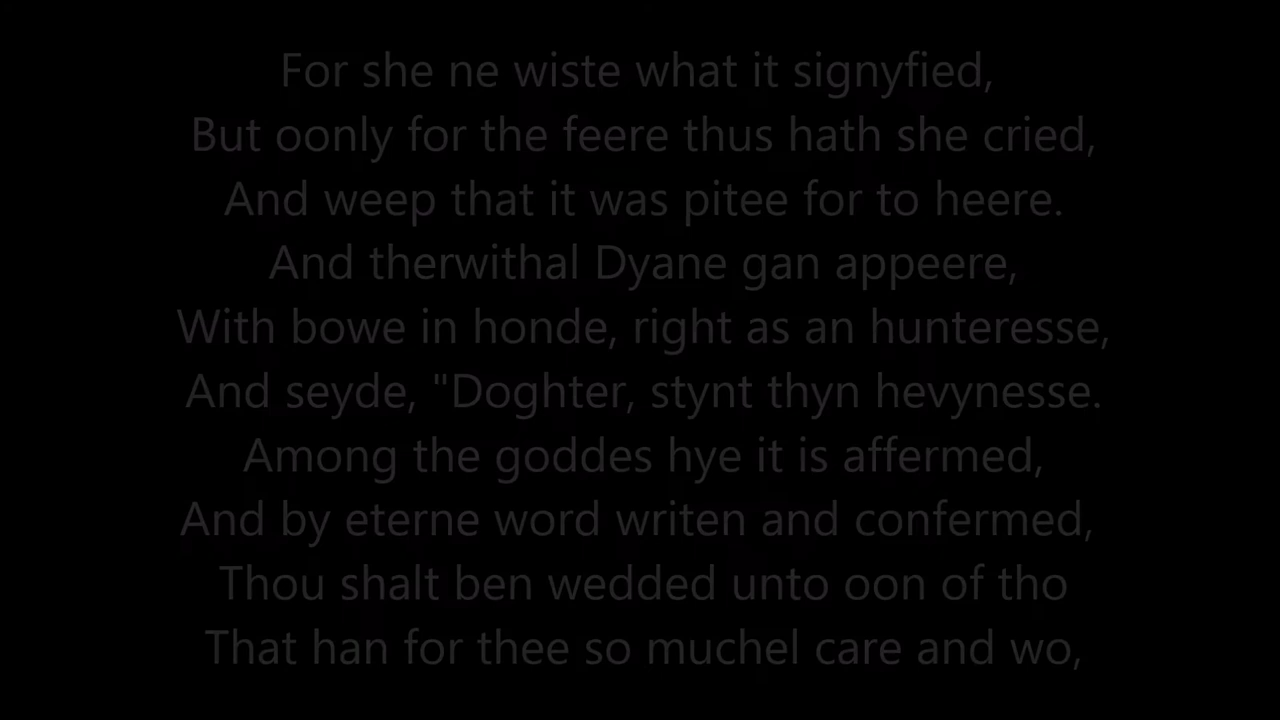 For she ne wiste what it signyfied,
But oonly for the feere thus hath she cried,
And weep that it was pitee for to heere.
And therwithal Dyane gan appeere,
With bowe in honde, right as an hunteresse,
And seyde, "Doghter, stynt thyn hevynesse.
Among the goddes hye it is affermed,
And by eterne word writen and confermed,
Thou shalt ben wedded unto oon of tho
That han for thee so muchel care and wo,